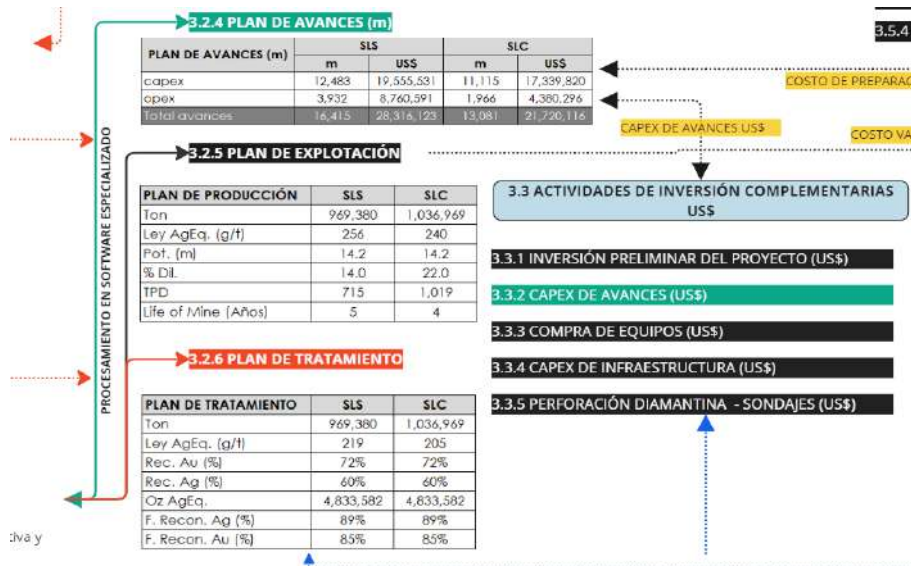 3.2.4 PLAN DE AVANCES (m)
3.5.4
PLAN DE AVANCES (m) SLS SLC
m US$ m US$
capex 12,483 19,555,531 11,115 17,339,820
opex 3,932 8,760,591 1,966 4,380,296
Total avances 16,415 28,316,123 13,081 21,720,116
COSTO DE PREPARAC
CAPEX DE AVANCES US$
COSTO VA
PROCESAMIENTO EN SOFTWARE ESPECIALIZADO
3.2.5 PLAN DE EXPLOTACIÓN
PLAN DE PRODUCCIÓN SLS SLC
Ton 969,380 1,036,969
Ley AgEq. (g/t) 256 240
Pot. (m) 14.2 14.2
% Dil. 14.0 22.0
TPD 715 1,019
Life of Mine (Años) 5 4
3.3 ACTIVIDADES DE INVERSIÓN COMPLEMENTARIAS
US$
3.3.1 INVERSIÓN PRELIMINAR DEL PROYECTO (US$)
3.3.2 CAPEX DE AVANCES (US$)
3.3.3 COMPRA DE EQUIPOS (US$)
3.3.4 CAPEX DE INFRAESTRUCTURA (US$)
3.3.5 PERFORACIÓN DIAMANTINA - SONDAJES (US$)
3.2.6 PLAN DE TRATAMIENTO
PLAN DE TRATAMIENTO SLS SLC
Ton 969,380 1,036,969
Ley AgEq. (g/t) 219 205
Rec. Au (%) 72% 72%
Rec. Ag (%) 60% 60%
Oz AgEq. 4,833,582 4,833,582
F. Recon. Ag (%) 89% 89%
F. Recon. Au (%) 85% 85%
tiva y